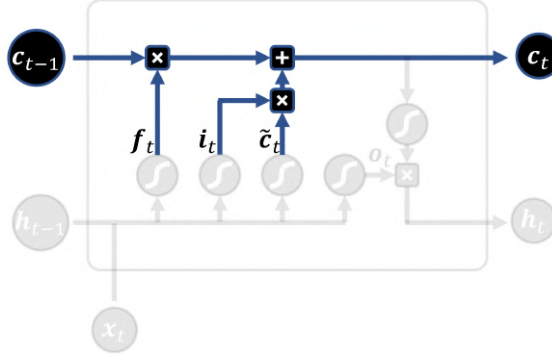 c_{t-1} × + c_t
×
f_t i_t c̃_t o_t ×
h_{t-1} h_t
x_t